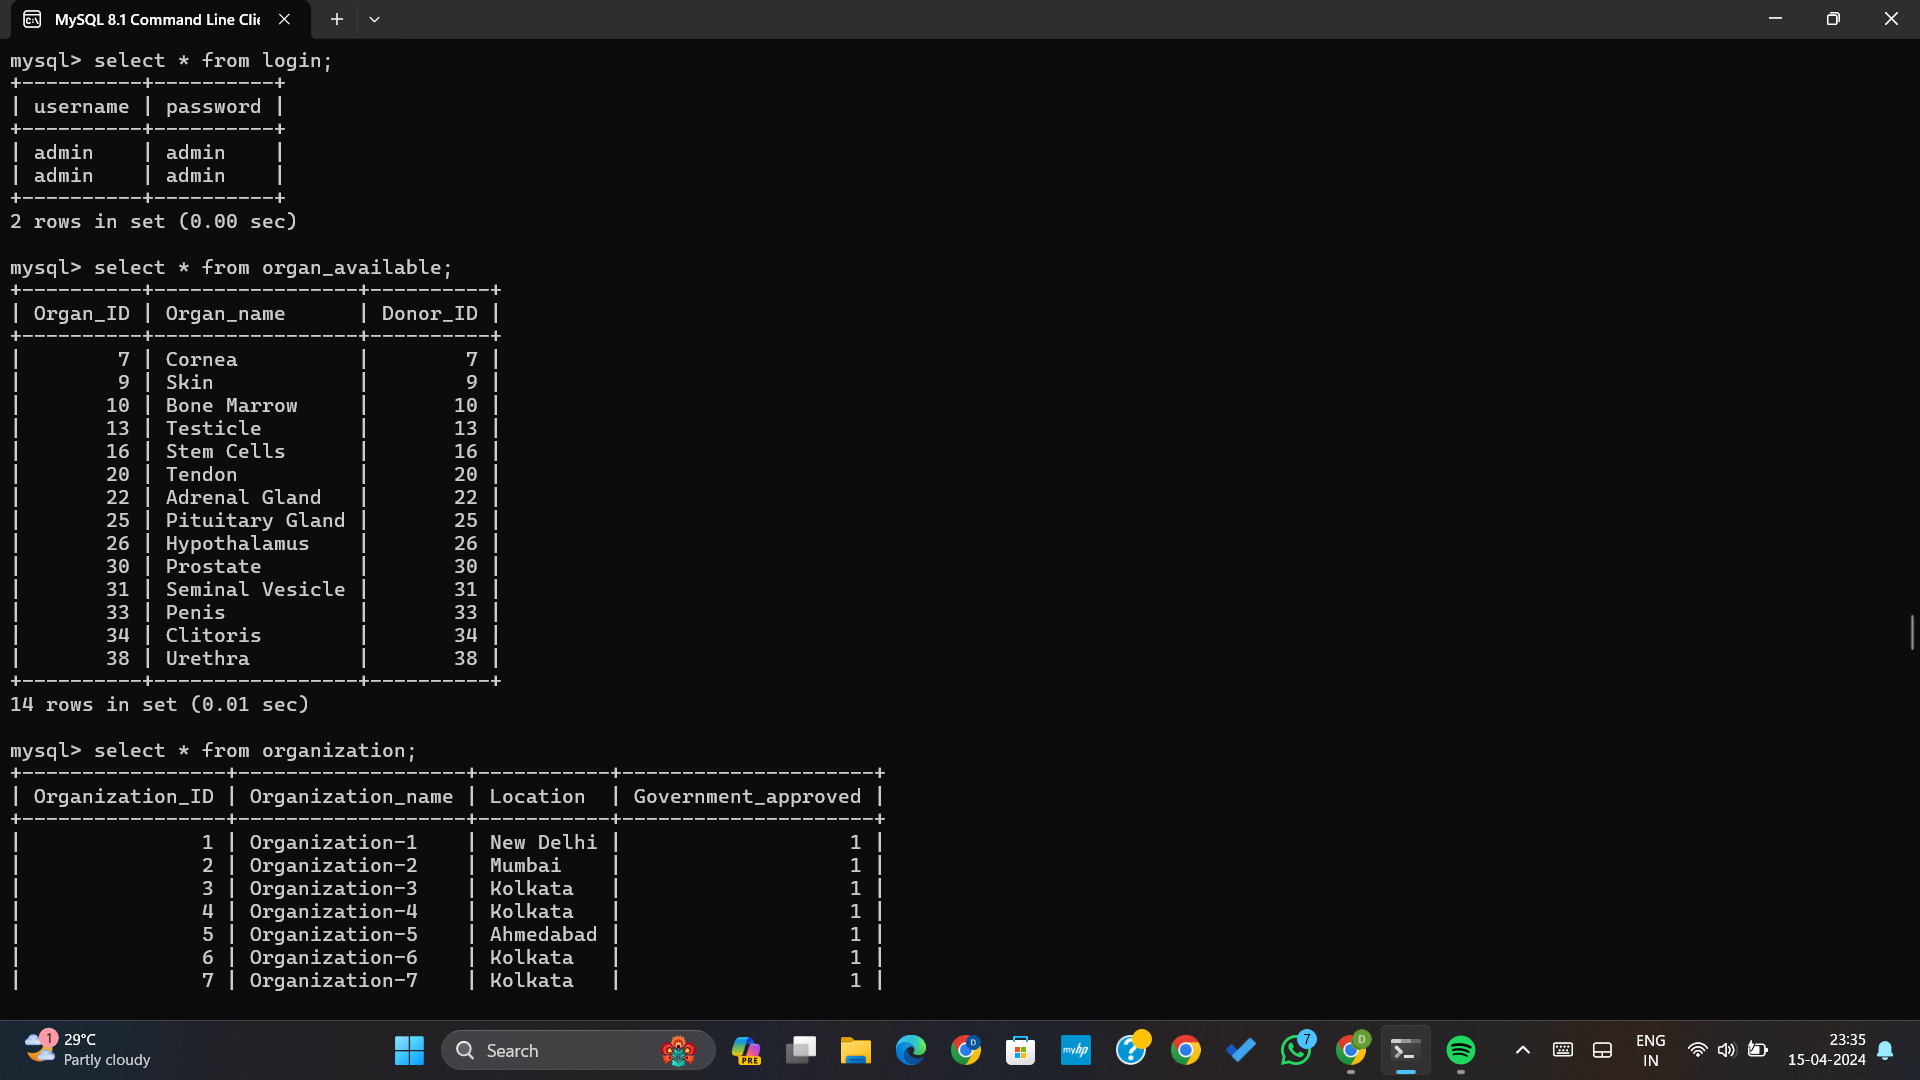 MySQL 8.1 Command Line Clie
mysql> select * from login;
+----------+----------+
| username | password |
+----------+----------+
| admin    | admin    |
| admin    | admin    |
+----------+----------+
2 rows in set (0.00 sec)
mysql> select * from organ_available;
+----------+-----------------+----------+
| Organ_ID | Organ_name      | Donor_ID |
+----------+-----------------+----------+
|        7 | Cornea          |        7 |
|        9 | Skin            |        9 |
|       10 | Bone Marrow     |       10 |
|       13 | Testicle        |       13 |
|       16 | Stem Cells      |       16 |
|       20 | Tendon          |       20 |
|       22 | Adrenal Gland   |       22 |
|       25 | Pituitary Gland |       25 |
|       26 | Hypothalamus    |       26 |
|       30 | Prostate        |       30 |
|       31 | Seminal Vesicle |       31 |
|       33 | Penis           |       33 |
|       34 | Clitoris        |       34 |
|       38 | Urethra         |       38 |
+----------+-----------------+----------+
14 rows in set (0.01 sec)
mysql> select * from organization;
+-----------------+-------------------+-----------+---------------------+
| Organization_ID | Organization_name | Location  | Government_approved |
+-----------------+-------------------+-----------+---------------------+
|               1 | Organization-1    | New Delhi |                   1 |
|               2 | Organization-2    | Mumbai    |                   1 |
|               3 | Organization-3    | Kolkata   |                   1 |
|               4 | Organization-4    | Kolkata   |                   1 |
|               5 | Organization-5    | Ahmedabad |                   1 |
|               6 | Organization-6    | Kolkata   |                   1 |
|               7 | Organization-7    | Kolkata   |                   1 |
1
29°C
Partly cloudy
Search
PRE
D
myhp
?
7
D
ENG
IN
23:35
15-04-2024